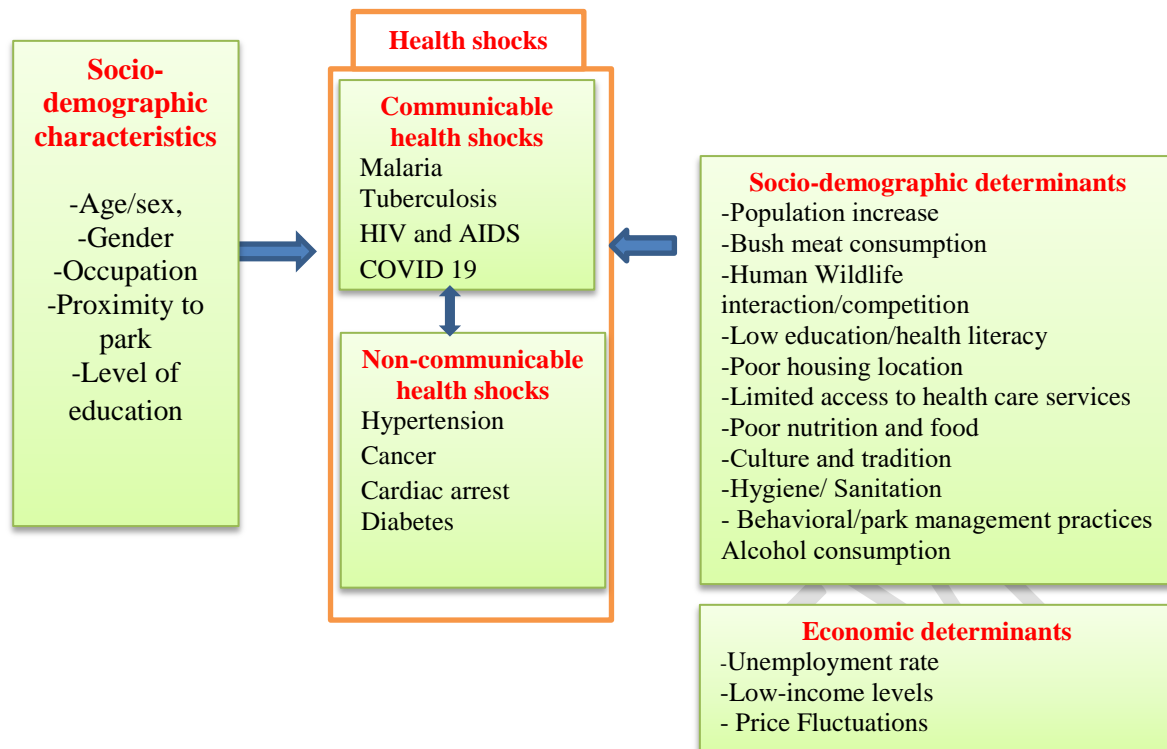 Socio-
demographic
characteristics
-Age/sex,
-Gender
-Occupation
-Proximity to
park
-Level of
education
Health shocks
Communicable
health shocks
Malaria
Tuberculosis
HIV and AIDS
COVID 19
Non-communicable
health shocks
Hypertension
Cancer
Cardiac arrest
Diabetes
Socio-demographic determinants
-Population increase
-Bush meat consumption
-Human Wildlife
interaction/competition
-Low education/health literacy
-Poor housing location
-Limited access to health care services
-Poor nutrition and food
-Culture and tradition
-Hygiene/ Sanitation
- Behavioral/park management practices
Alcohol consumption
Economic determinants
-Unemployment rate
-Low-income levels
- Price Fluctuations